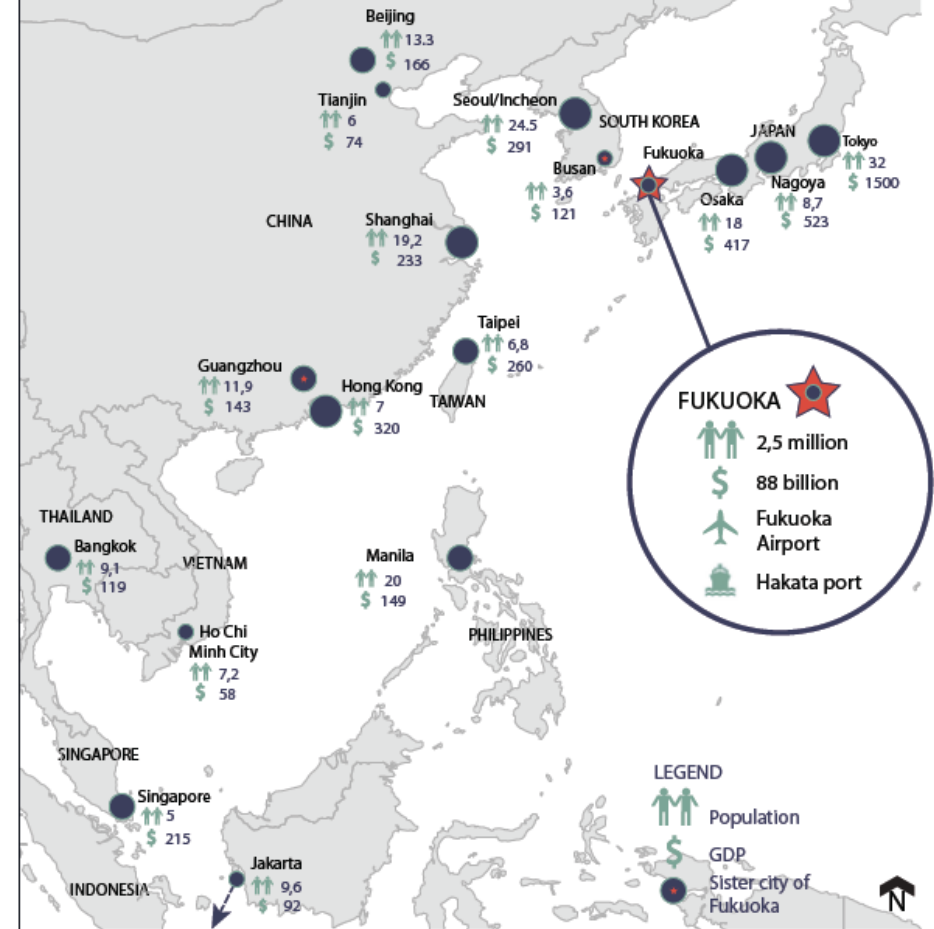 Beijing
13.3
$ 166
Tianjin
6
$ 74
Seoul/Incheon
24.5
$ 291
SOUTH KOREA
JAPAN
Tokyo
32
$ 1500
Fukuoka
Busan
3,6
$ 121
Osaka
18
$ 417
Nagoya
8,7
$ 523
CHINA
Shanghai
19,2
$ 233
Taipei
6,8
$ 260
TAIWAN
Guangzhou
11,9
$ 143
Hong Kong
7
$ 320
FUKUOKA
2,5 million
$ 88 billion
Fukuoka
Airport
Hakata port
THAILAND
Bangkok
9,1
$ 119
VIETNAM
Ho Chi
Minh City
7,2
$ 58
Manila
20
$ 149
PHILIPPINES
SINGAPORE
Singapore
5
$ 215
INDONESIA
Jakarta
9,6
$ 92
LEGEND
Population
$ GDP
Sister city of
Fukuoka
N